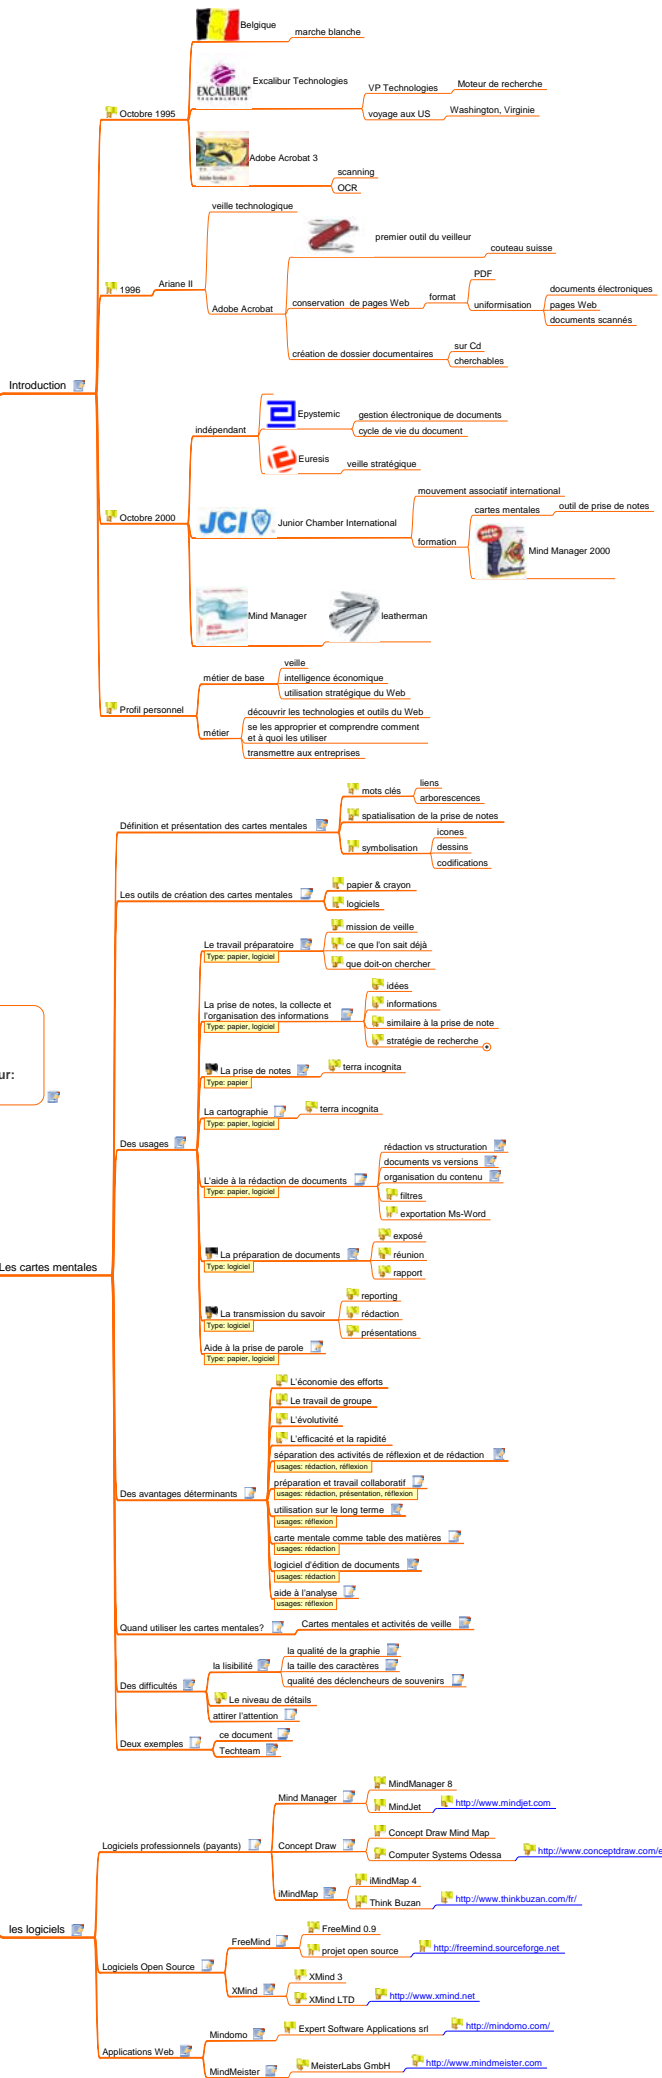 Belgique
marche blanche
EXCALIBUR
TECHNOLOGIES
Excalibur Technologies
VP Technologies
Moteur de recherche
voyage aux US
Washington, Virginie
Octobre 1995
Adobe Acrobat 3
scanning
OCR
veille technologique
premier outil du veilleur
couteau suisse
1996
Ariane II
Adobe Acrobat
conservation de pages Web
format
PDF
uniformisation
documents électroniques
pages Web
documents scannés
création de dossier documentaires
sur Cd
cherchables
Introduction
indépendant
Epystemic
gestion électronique de documents
cycle de vie du document
Euresis
veille stratégique
Octobre 2000
JCI
Junior Chamber International
mouvement associatif international
formation
cartes mentales
outil de prise de notes
Mind Manager 2000
Mind Manager
leatherman
Profil personnel
métier de base
veille
intelligence économique
utilisation stratégique du Web
métier
découvrir les technologies et outils du Web
se les approprier et comprendre comment
et à quoi les utiliser
transmettre aux entreprises
Définition et présentation des cartes mentales
mots clés
liens
arborescences
spatialisation de la prise de notes
symbolisation
icones
dessins
codifications
Les outils de création des cartes mentales
papier & crayon
logiciels
Le travail préparatoire
Type: papier, logiciel
mission de veille
ce que l'on sait déjà
que doit-on chercher
La prise de notes, la collecte et
l'organisation des informations
Type: papier, logiciel
idées
informations
similaire à la prise de note
stratégie de recherche
ur:
La prise de notes
Type: papier
terra incognita
La cartographie
Type: papier, logiciel
terra incognita
Des usages
L'aide à la rédaction de documents
Type: papier, logiciel
rédaction vs structuration
documents vs versions
organisation du contenu
filtres
exportation Ms-Word
La préparation de documents
Type: logiciel
exposé
réunion
rapport
Les cartes mentales
La transmission du savoir
Type: logiciel
reporting
rédaction
présentations
Aide à la prise de parole
Type: papier, logiciel
Des avantages déterminants
L'économie des efforts
Le travail de groupe
L'évolutivité
L'efficacité et la rapidité
séparation des activités de réflexion et de rédaction
usages: rédaction, réflexion
préparation et travail collaboratif
usages: rédaction, présentation, réflexion
utilisation sur le long terme
usages: réflexion
carte mentale comme table des matières
usages: rédaction
logiciel d'édition de documents
usages: rédaction
aide à l'analyse
usages: réflexion
Quand utiliser les cartes mentales?
Cartes mentales et activités de veille
Des difficultés
la lisibilité
la qualité de la graphie
la taille des caractères
qualité des déclencheurs de souvenirs
Le niveau de détails
attirer l'attention
Deux exemples
ce document
Techteam
les logiciels
Logiciels professionnels (payants)
Mind Manager
MindManager 8
MindJet
http://www.mindjet.com
Concept Draw
Concept Draw Mind Map
Computer Systems Odessa
http://www.conceptdraw.com/e
iMindMap
iMindMap 4
Think Buzan
http://www.thinkbuzan.com/fr/
Logiciels Open Source
FreeMind
FreeMind 0.9
projet open source
http://freemind.sourceforge.net
XMind
XMind 3
XMind LTD
http://www.xmind.net
Applications Web
Mindomo
Expert Software Applications srl
http://mindomo.com/
MindMeister
MeisterLabs GmbH
http://www.mindmeister.com